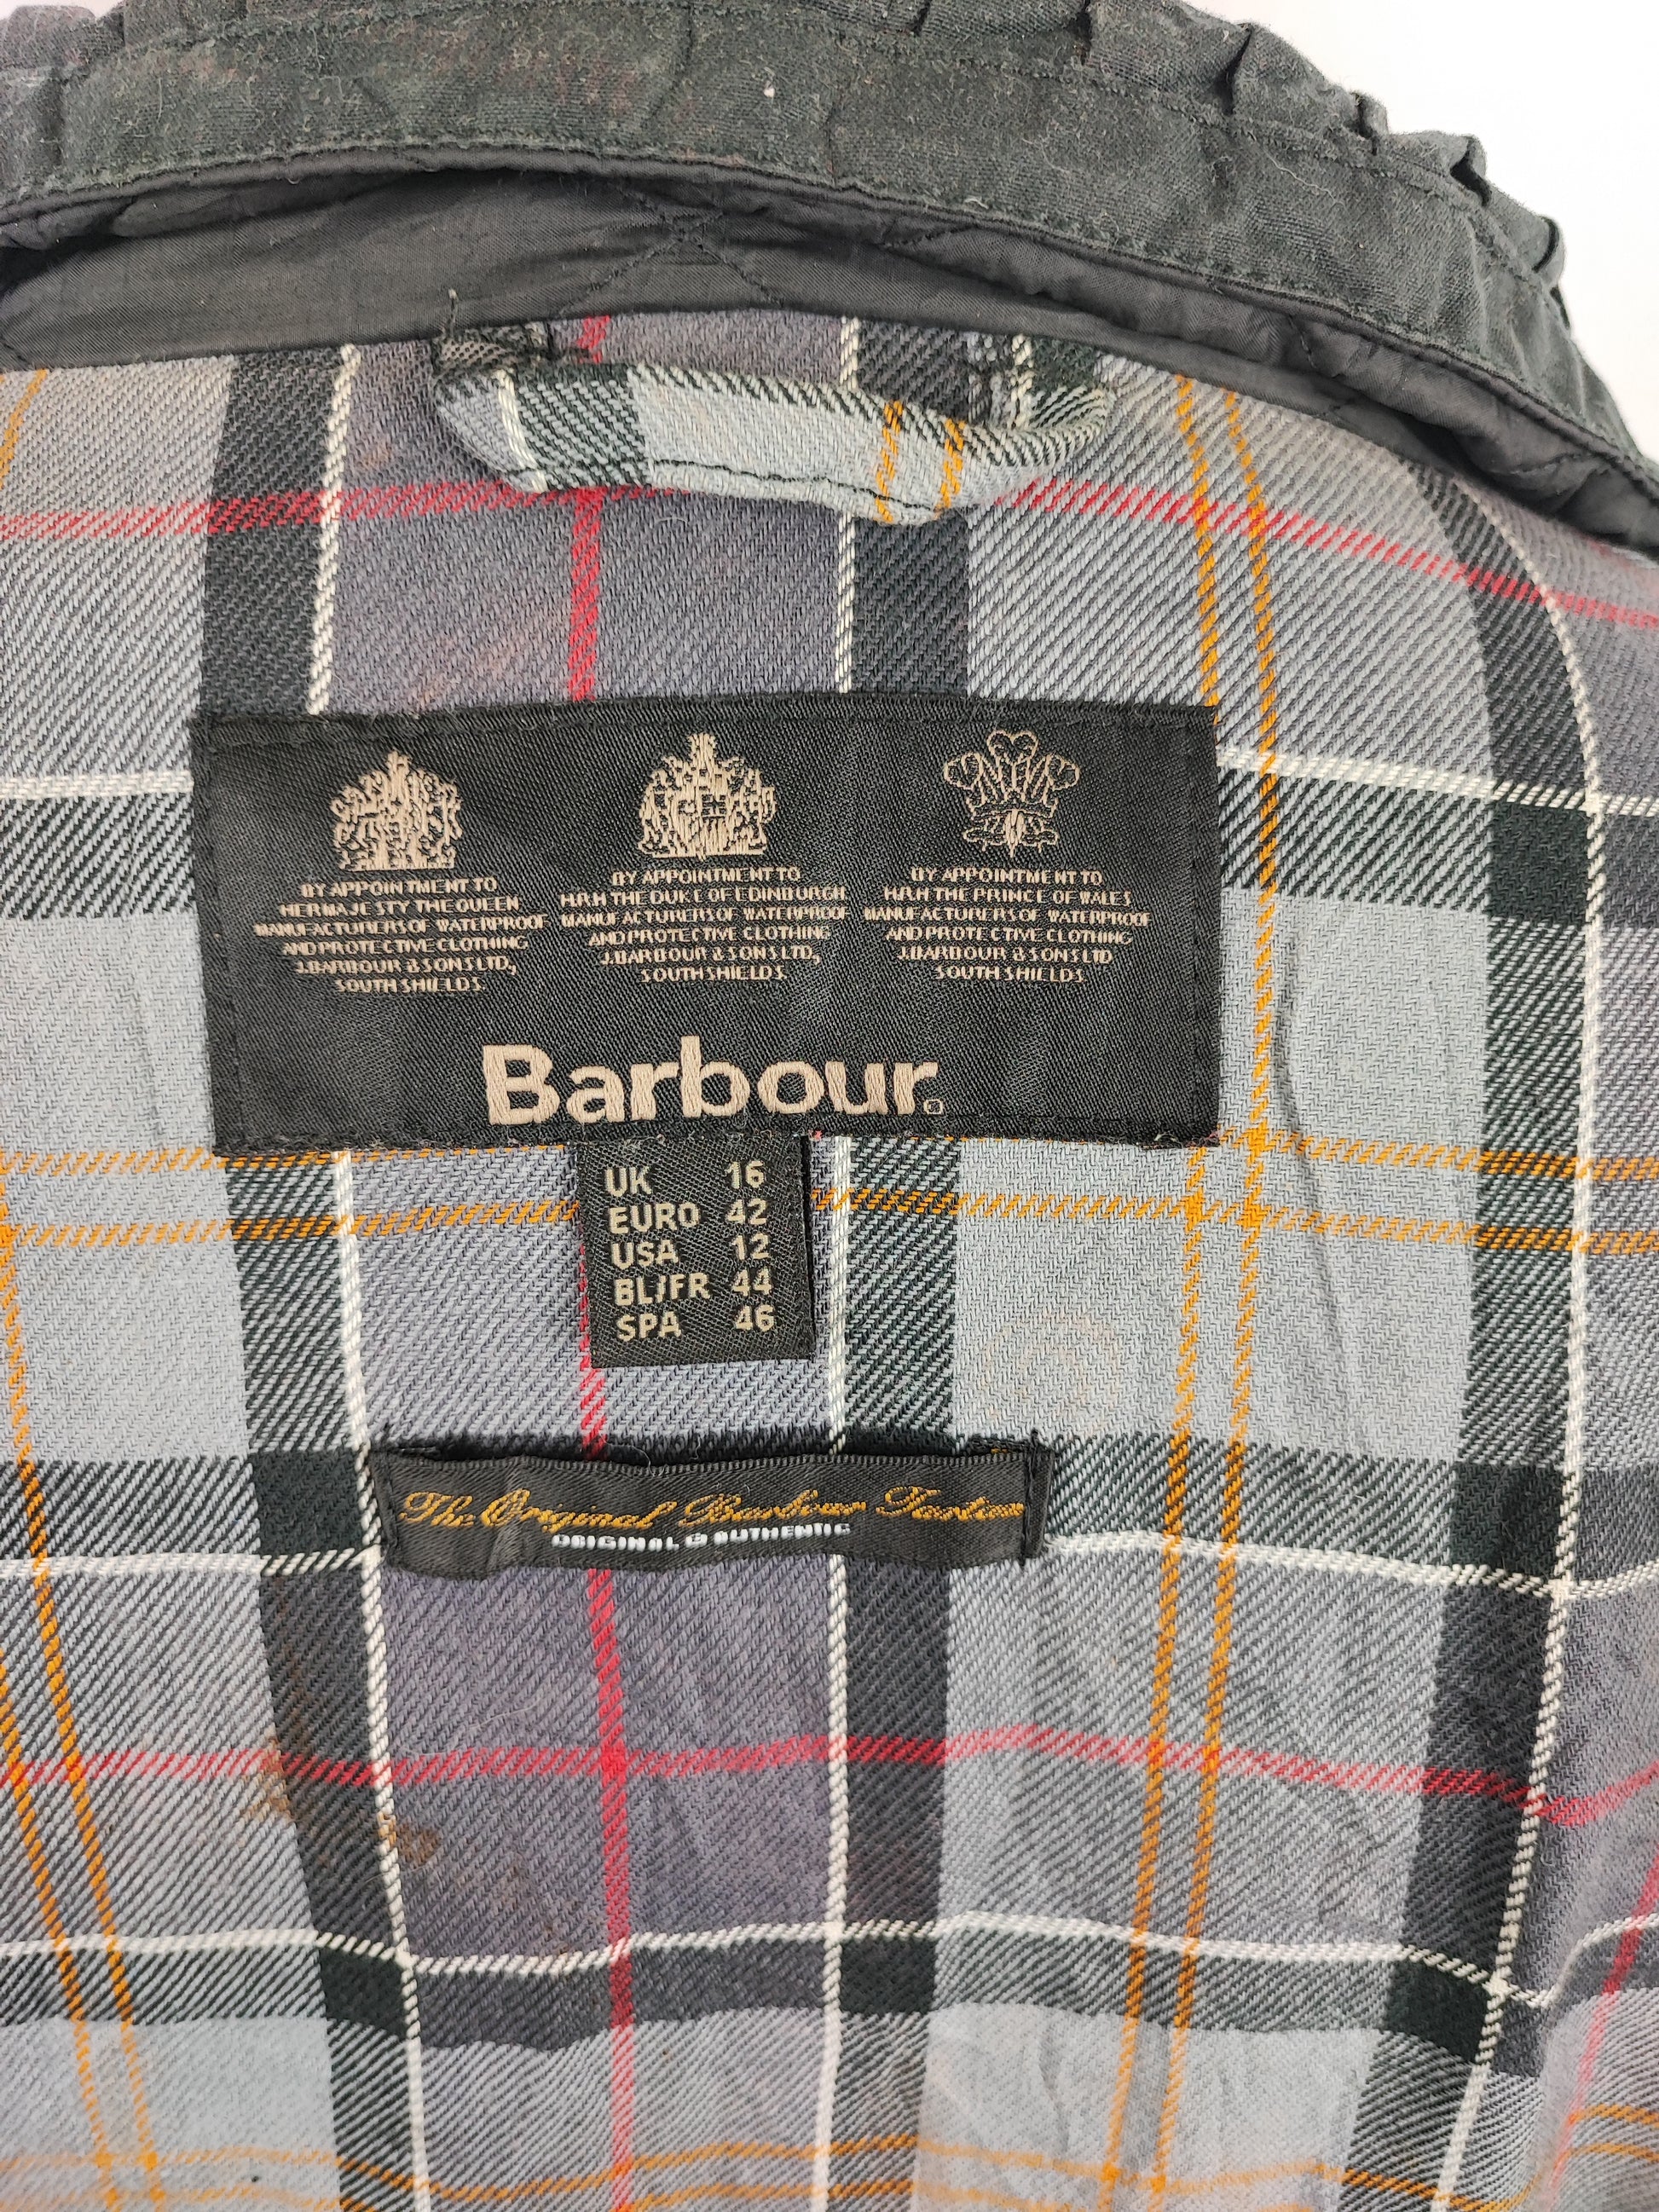 BY APPOINTMENT TO
HER MAJESTY THE QUEEN
MANUFACTURERS OF WATERPROOF
AND PROTECTIVE CLOTHING
J.BARBOUR & SONS LTD,
SOUTH SHIELDS.
BY APPOINTMENT TO
H.R.H THE DUKE OF EDINBURGH
MANUFACTURERS OF WATERPROOF
AND PROTECTIVE CLOTHING
J.BARBOUR & SONS LTD,
SOUTH SHIELDS.
BY APPOINTMENT TO
H.R.H THE PRINCE OF WALES
MANUFACTURERS OF WATERPROOF
AND PROTECTIVE CLOTHING
J.BARBOUR & SONS LTD
SOUTH SHIELDS
Barbour®
UK 16
EURO 42
USA 12
BL/FR 44
SPA 46
The Original Barbour Tartan
ORIGINAL & AUTHENTIC